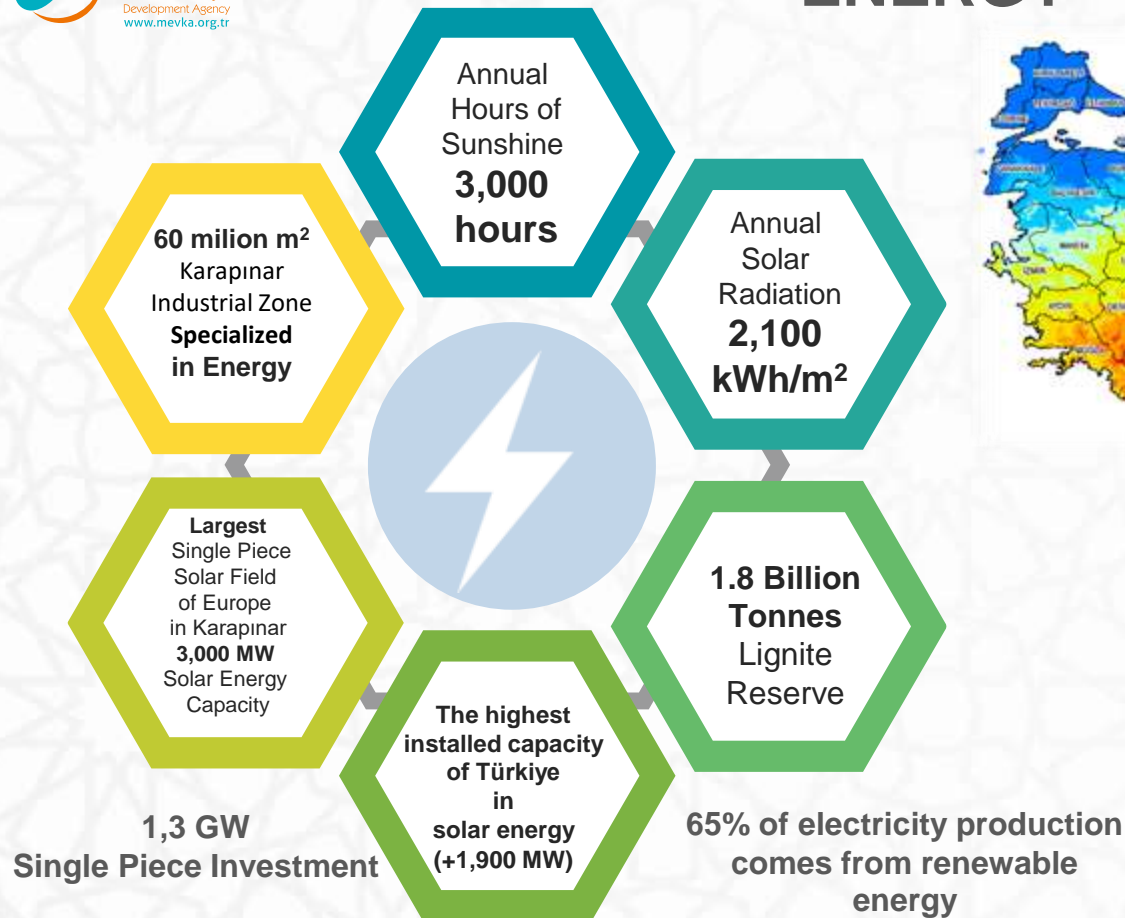 Development Agency
www.mevka.org.tr
ENERGY
Annual
Hours of
Sunshine
3,000
hours
Annual
Solar
Radiation
2,100
kWh/m²
1.8 Billion
Tonnes
Lignite
Reserve
The highest
installed capacity
of Türkiye
in
solar energy
(+1,900 MW)
Largest
Single Piece
Solar Field
of Europe
in Karapınar
3,000 MW
Solar Energy
Capacity
60 milion m²
Karapınar
Industrial Zone
Specialized
in Energy
1,3 GW
Single Piece Investment
65% of electricity production
comes from renewable
energy